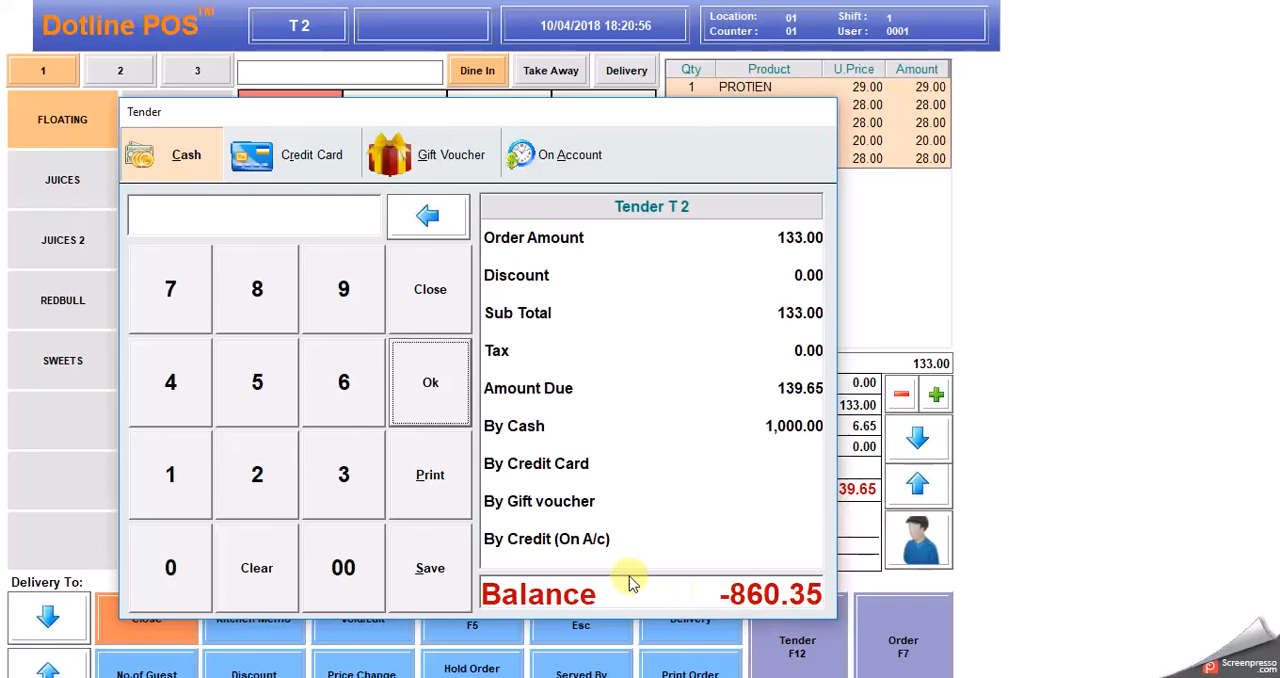 Dotline POS™
T 2
10/04/2018 18:20:56
Location: 01 Shift: 1
Counter: 01 User: 0001
1 2 3 Dine In Take Away Delivery
Qty Product U.Price Amount
1 PROTIEN 29.00 29.00
28.00 28.00
28.00 28.00
20.00 20.00
28.00 28.00
FLOATING
JUICES
JUICES 2
REDBULL
SWEETS
Tender
Cash Credit Card Gift Voucher On Account
7 8 9 Close
4 5 6 Ok
1 2 3 Print
0 Clear 00 Save
Tender T 2
Order Amount 133.00
Discount 0.00
Sub Total 133.00
Tax 0.00
Amount Due 139.65
By Cash 1,000.00
By Credit Card
By Gift voucher
By Credit (On A/c)
Balance -860.35
133.00
0.00
133.00
6.65
0.00
39.65
Delivery To:
Close Kitchen Memo Void/Edit F5 Esc Delivery
Tender F12
Order F7
No.of Guest Discount Price Change Hold Order Served By Print Order
Screenpresso
.com